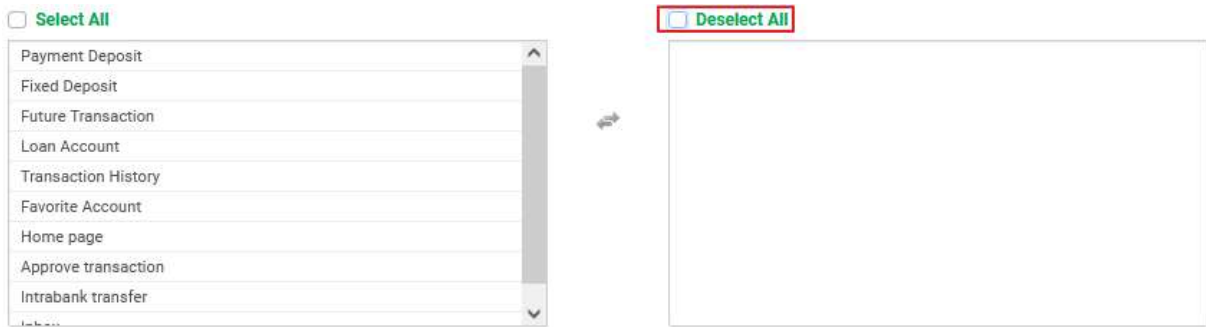 Select All
Deselect All
Payment Deposit
Fixed Deposit
Future Transaction
Loan Account
Transaction History
Favorite Account
Home page
Approve transaction
Intrabank transfer